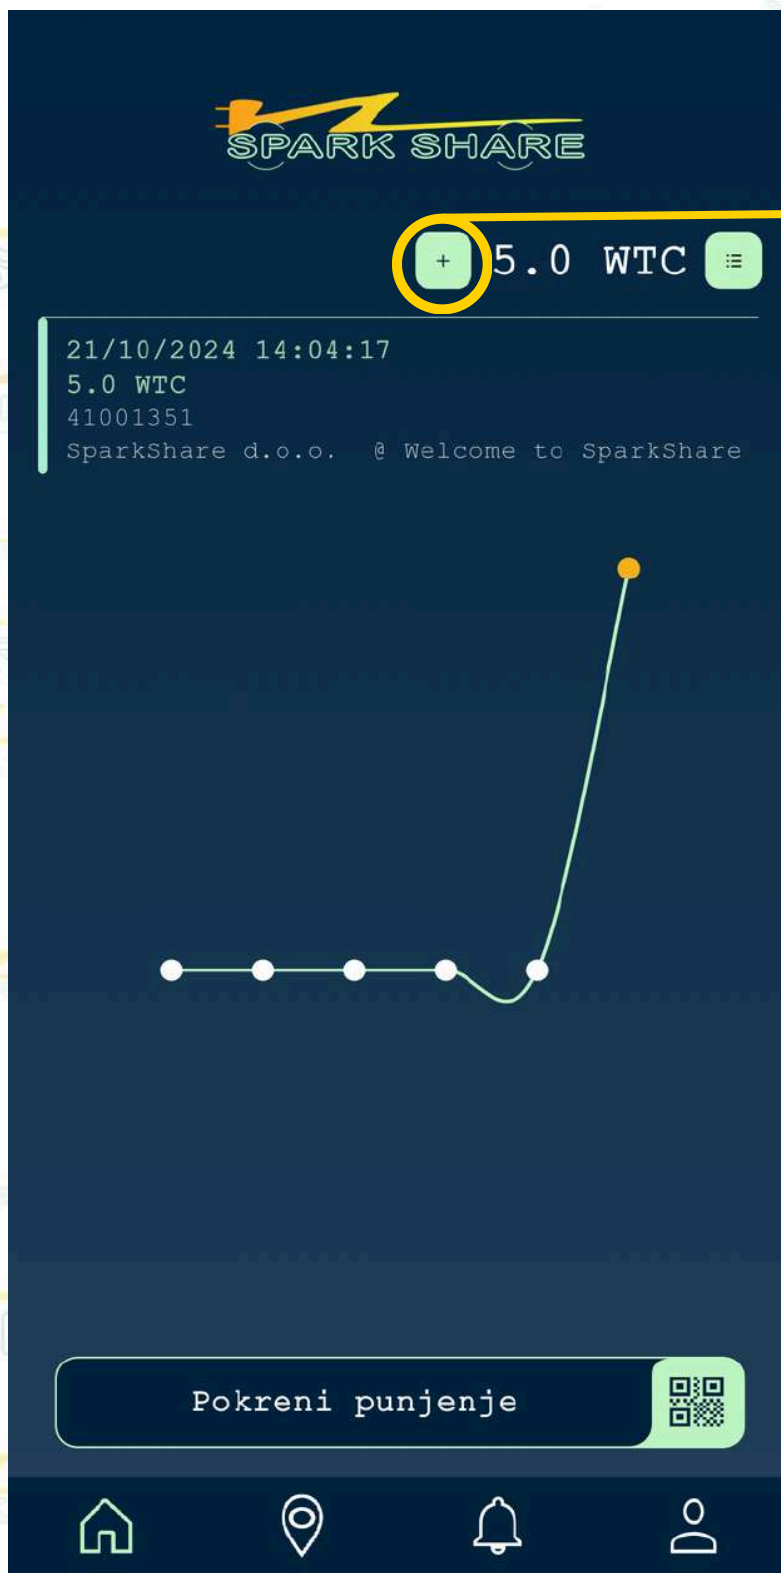 SPARK SHARE
+ 5.0 WTC
21/10/2024 14:04:17
5.0 WTC
41001351
SparkShare d.o.o. @ Welcome to SparkShare
Pokreni punjenje